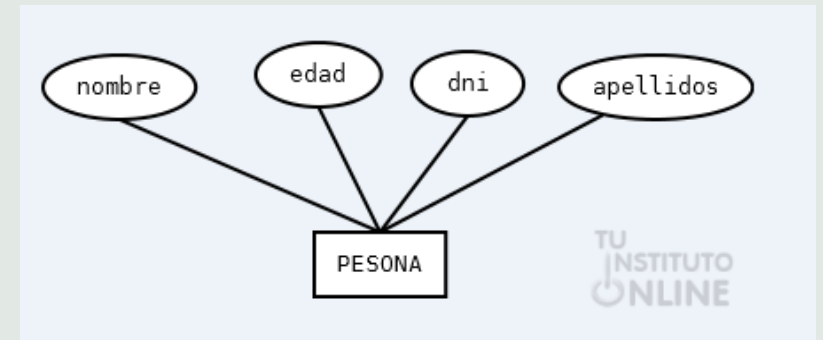 nombre
edad
dni
apellidos
PESONA
TU
INSTITUTO
ONLINE